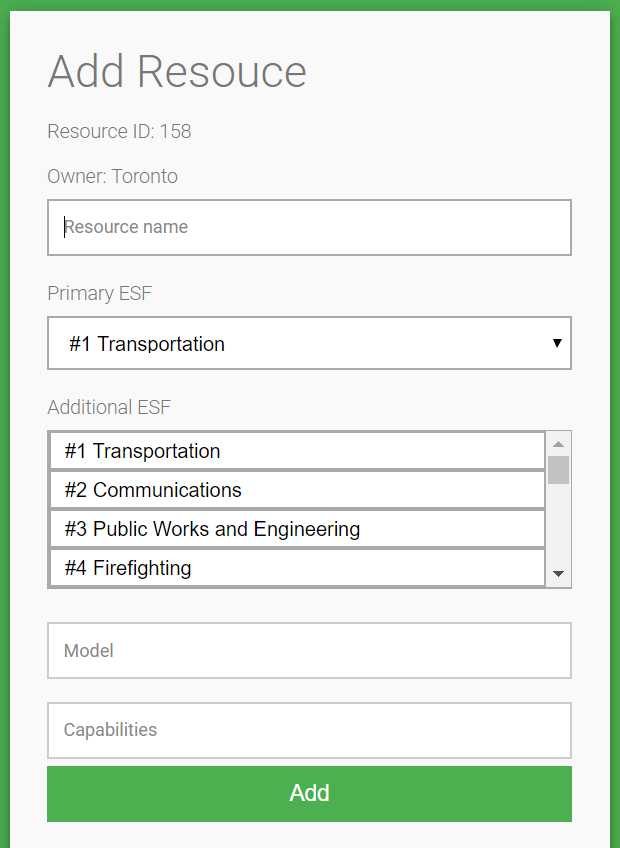 Add Resouce
Resource ID: 158
Owner: Toronto
Resource name
Primary ESF
#1 Transportation
Additional ESF
#1 Transportation
#2 Communications
#3 Public Works and Engineering
#4 Firefighting
Model
Capabilities
Add